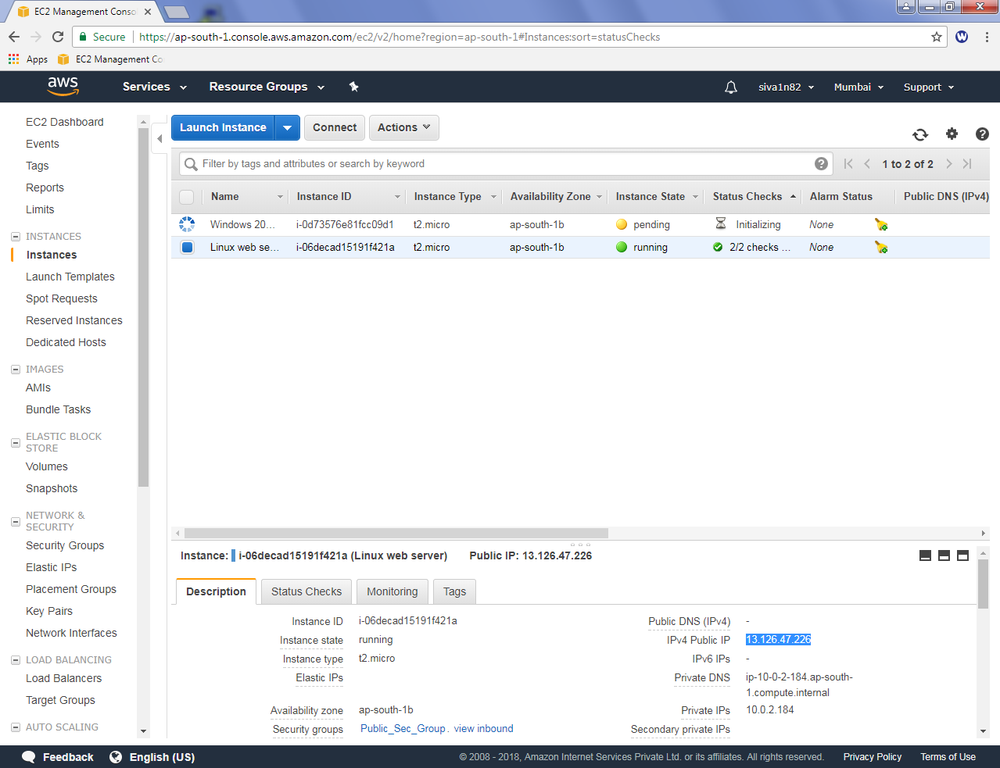 EC2 Management Conso
Secure https://ap-south-1.console.aws.amazon.com/ec2/v2/home?region=ap-south-1#Instances:sort=statusChecks
Apps EC2 Management Co
aws Services Resource Groups siva1n82 Mumbai Support
EC2 Dashboard
Events
Tags
Reports
Limits
INSTANCES
Instances
Launch Templates
Spot Requests
Reserved Instances
Dedicated Hosts
IMAGES
AMIs
Bundle Tasks
ELASTIC BLOCK
STORE
Volumes
Snapshots
NETWORK &
SECURITY
Security Groups
Elastic IPs
Placement Groups
Key Pairs
Network Interfaces
LOAD BALANCING
Load Balancers
Target Groups
AUTO SCALING
Launch Instance Connect Actions
Filter by tags and attributes or search by keyword 1 to 2 of 2
Name Instance ID Instance Type Availability Zone Instance State Status Checks Alarm Status Public DNS (IPv4)
Windows 20... i-0d73576e81fcc09d1 t2.micro ap-south-1b pending Initializing None
Linux web se... i-06decad15191f421a t2.micro ap-south-1b running 2/2 checks ... None
Instance: i-06decad15191f421a (Linux web server) Public IP: 13.126.47.226
Description Status Checks Monitoring Tags
Instance ID i-06decad15191f421a
Instance state running
Instance type t2.micro
Elastic IPs
Availability zone ap-south-1b
Security groups Public_Sec_Group. view inbound
Public DNS (IPv4) -
IPv4 Public IP 13.126.47.226
IPv6 IPs -
Private DNS ip-10-0-2-184.ap-south-
1.compute.internal
Private IPs 10.0.2.184
Secondary private IPs
Feedback English (US) © 2008 - 2018, Amazon Internet Services Private Ltd. or its affiliates. All rights reserved. Privacy Policy Terms of Use